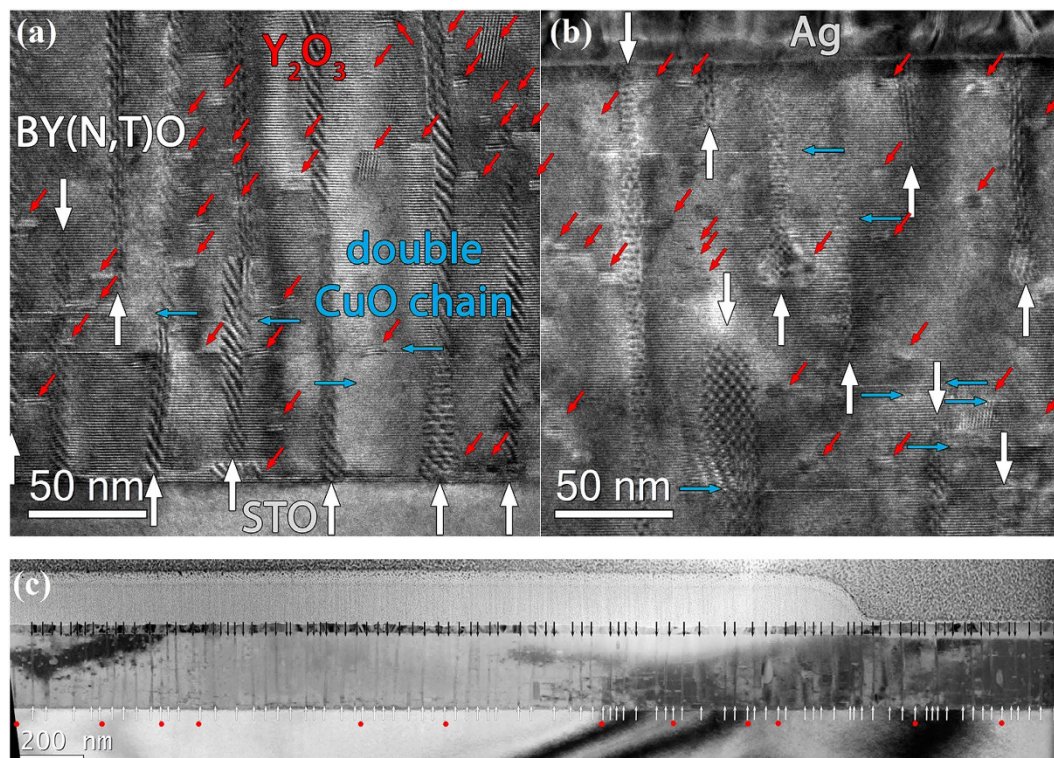 (a)
Y₂O₃
BY(N,T)O
double
CuO chain
50 nm
STO
(b)
Ag
50 nm
(c)
200 nm